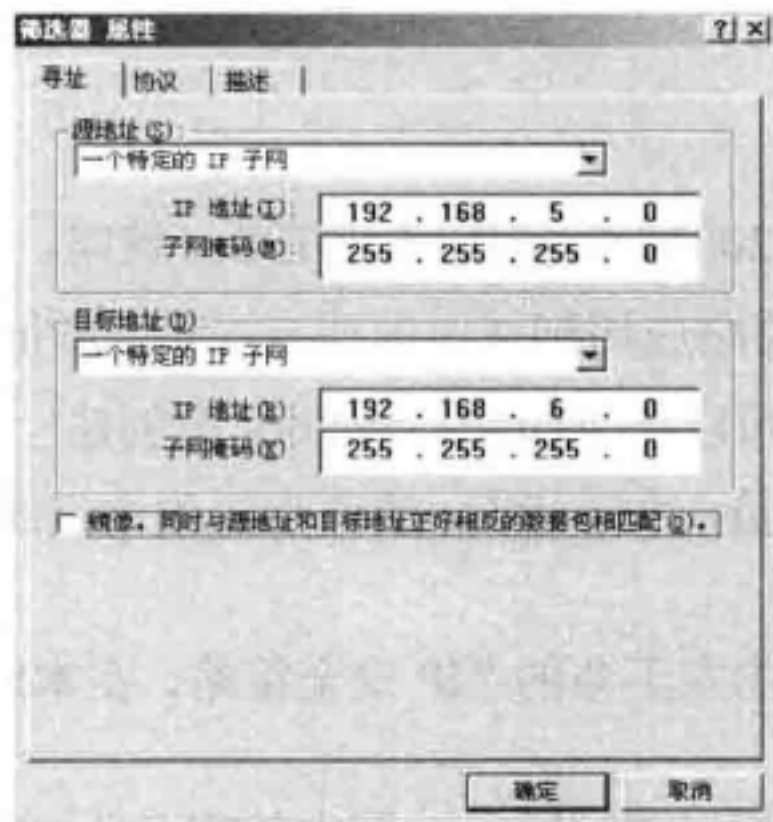 筛选器 属性
寻址 协议 描述
源地址(S):
一个特定的 IP 子网
IP 地址(I): 192 . 168 . 5 . 0
子网掩码(M): 255 . 255 . 255 . 0
目标地址(D)
一个特定的 IP 子网
IP 地址(R): 192 . 168 . 6 . 0
子网掩码(K) 255 . 255 . 255 . 0
镜像。同时与源地址和目标地址正好相反的数据包相匹配(O)。
确定 取消